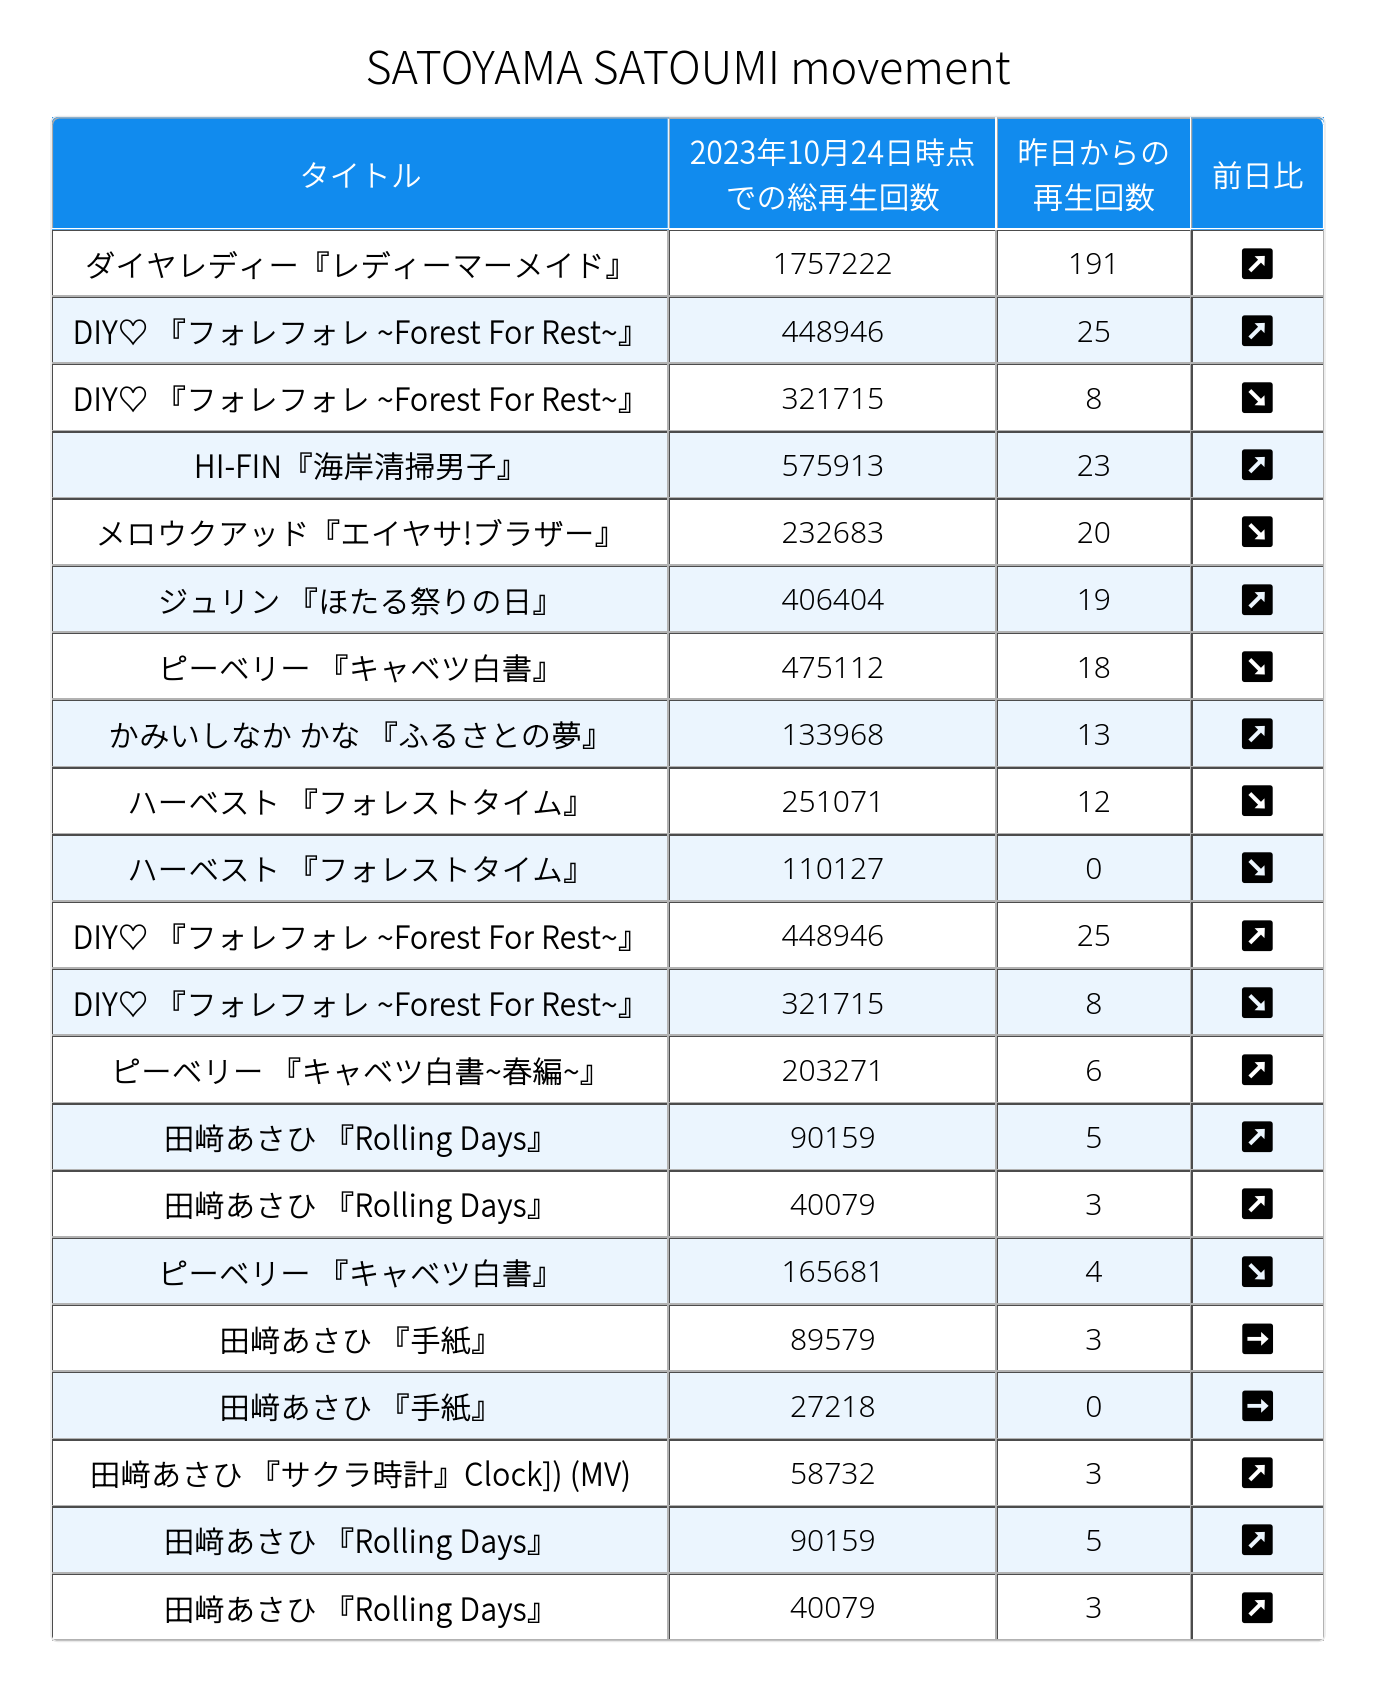 SATOYAMA SATOUMI movement
タイトル 2023年10月24日時点での総再生回数 昨日からの再生回数 前日比
ダイヤレディー『レディーマーメイド』 1757222 191 ↗
DIY♡ 『フォレフォレ ~Forest For Rest~』 448946 25 ↗
DIY♡ 『フォレフォレ ~Forest For Rest~』 321715 8 ↘
HI-FIN『海岸清掃男子』 575913 23 ↗
メロウクアッド『エイヤサ!ブラザー』 232683 20 ↘
ジュリン 『ほたる祭りの日』 406404 19 ↗
ピーベリー 『キャベツ白書』 475112 18 ↘
かみいしなか かな 『ふるさとの夢』 133968 13 ↗
ハーベスト 『フォレストタイム』 251071 12 ↘
ハーベスト 『フォレストタイム』 110127 0 ↘
DIY♡ 『フォレフォレ ~Forest For Rest~』 448946 25 ↗
DIY♡ 『フォレフォレ ~Forest For Rest~』 321715 8 ↘
ピーベリー 『キャベツ白書~春編~』 203271 6 ↗
田﨑あさひ 『Rolling Days』 90159 5 ↗
田﨑あさひ 『Rolling Days』 40079 3 ↗
ピーベリー 『キャベツ白書』 165681 4 ↘
田﨑あさひ 『手紙』 89579 3 →
田﨑あさひ 『手紙』 27218 0 →
田﨑あさひ 『サクラ時計』Clock]) (MV) 58732 3 ↗
田﨑あさひ 『Rolling Days』 90159 5 ↗
田﨑あさひ 『Rolling Days』 40079 3 ↗